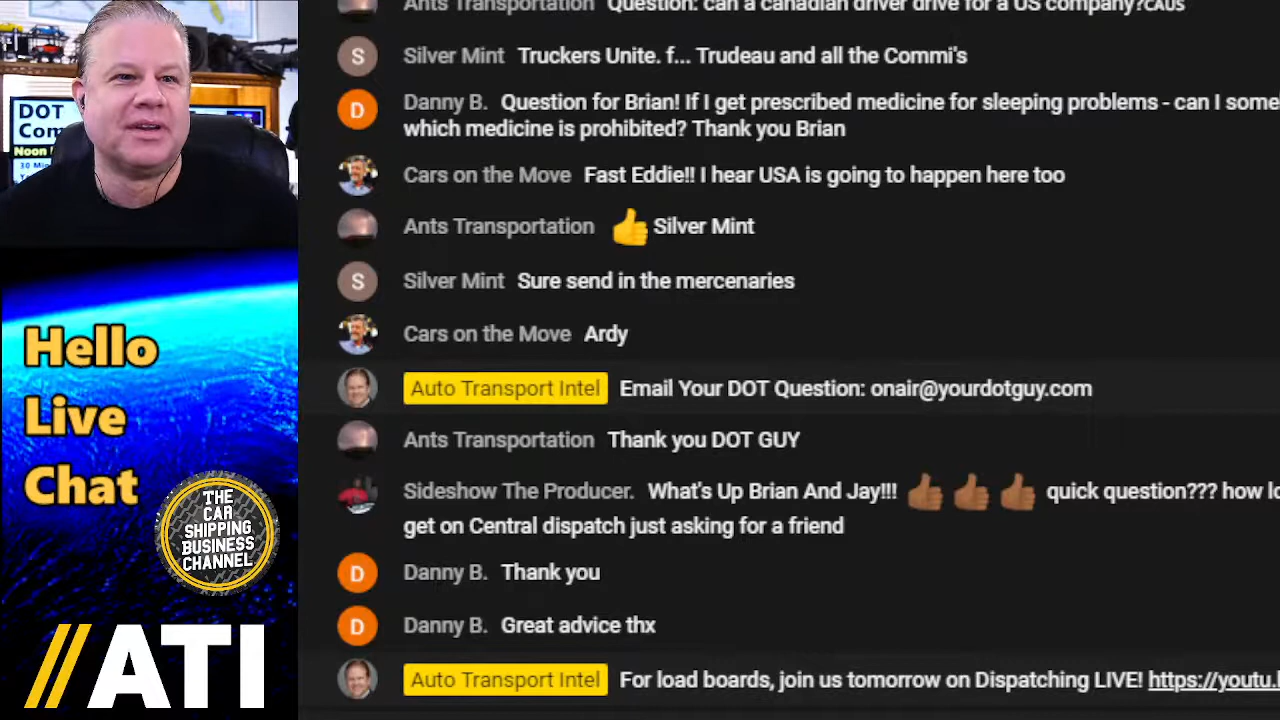 Ants Transportation Question: can a canadian driver drive for a US company?CAUS
Silver Mint Truckers Unite. f... Trudeau and all the Commi's
Danny B. Question for Brian! If I get prescribed medicine for sleeping problems - can I some
which medicine is prohibited? Thank you Brian
Cars on the Move Fast Eddie!! I hear USA is going to happen here too
Ants Transportation 👍 Silver Mint
Silver Mint Sure send in the mercenaries
Cars on the Move Ardy
Auto Transport Intel Email Your DOT Question: onair@yourdotguy.com
Ants Transportation Thank you DOT GUY
Sideshow The Producer. What's Up Brian And Jay!!! 👍🏾👍🏾👍🏾 quick question??? how lo
get on Central dispatch just asking for a friend
Danny B. Thank you
Danny B. Great advice thx
Auto Transport Intel For load boards, join us tomorrow on Dispatching LIVE! https://youtu.
DOT
Com
Noon
30 Min
Hello
Live
Chat
THE
CAR
SHIPPING
BUSINESS
CHANNEL
//ATI
S
D
S
D
D